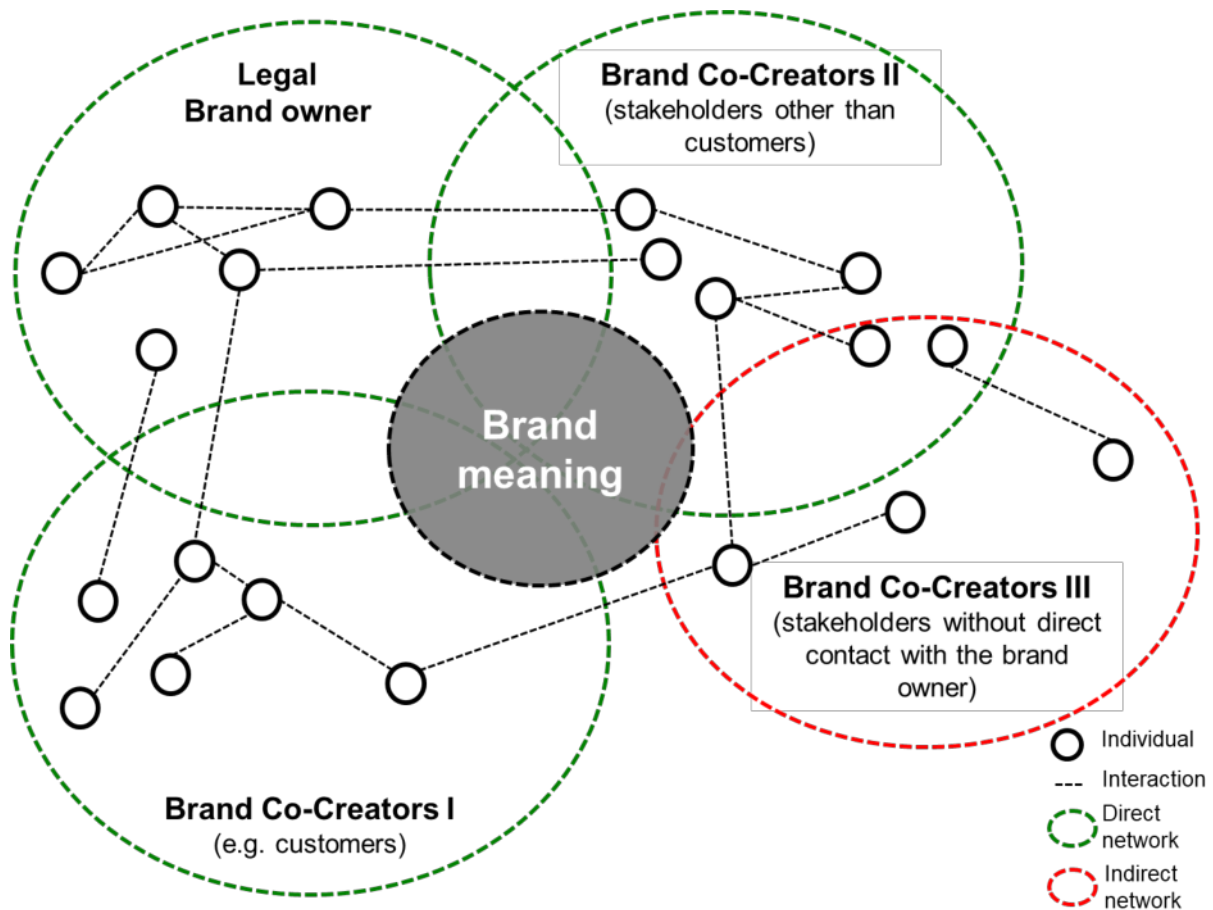 Legal
Brand owner
Brand Co-Creators II
(stakeholders other than
customers)
Brand
meaning
Brand Co-Creators III
(stakeholders without direct
contact with the brand
owner)
Brand Co-Creators I
(e.g. customers)
Individual
Interaction
Direct
network
Indirect
network